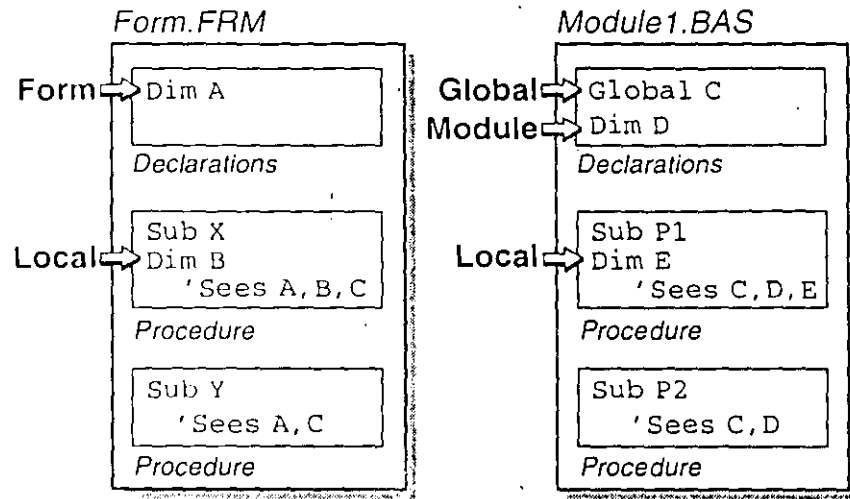 Form.FRM
Form
Dim A
Declarations
Local
Sub X
Dim B
'Sees A,B,C
Procedure
Sub Y
'Sees A,C
Procedure
Module1.BAS
Global
Global C
Module
Dim D
Declarations
Local
Sub P1
Dim E
'Sees C,D,E
Procedure
Sub P2
'Sees C,D
Procedure